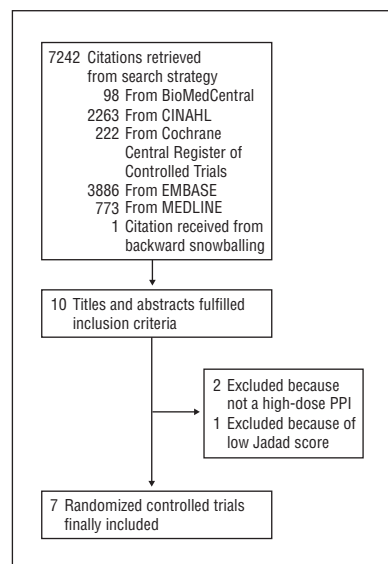 7242 Citations retrieved
from search strategy
98 From BioMedCentral
2263 From CINAHL
222 From Cochrane
Central Register of
Controlled Trials
3886 From EMBASE
773 From MEDLINE
1 Citation received from
backward snowballing
10 Titles and abstracts fulfilled
inclusion criteria
2 Excluded because
not a high-dose PPI
1 Excluded because of
low Jadad score
7 Randomized controlled trials
finally included